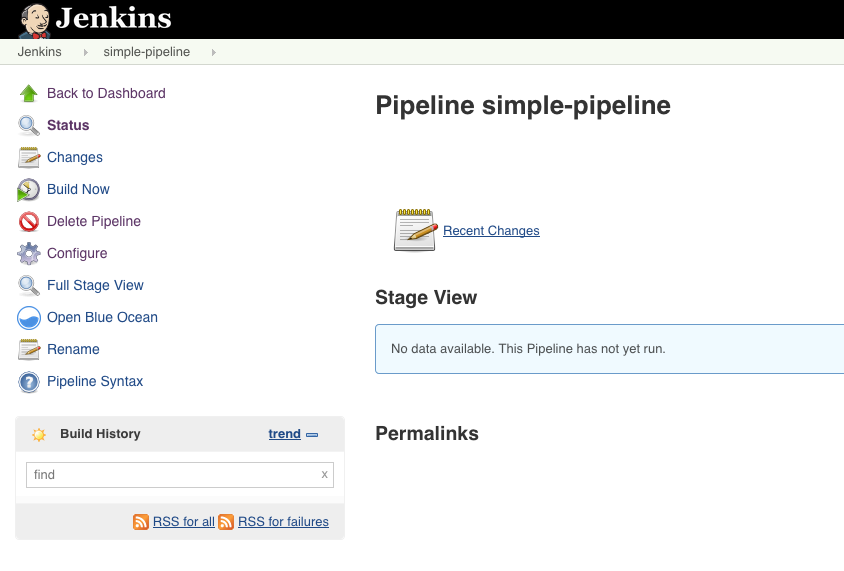 Jenkins
Jenkins simple-pipeline
Back to Dashboard
Status
Changes
Build Now
Delete Pipeline
Configure
Full Stage View
Open Blue Ocean
Rename
Pipeline Syntax
Build History trend
find x
RSS for all RSS for failures
Pipeline simple-pipeline
Recent Changes
Stage View
No data available. This Pipeline has not yet run.
Permalinks